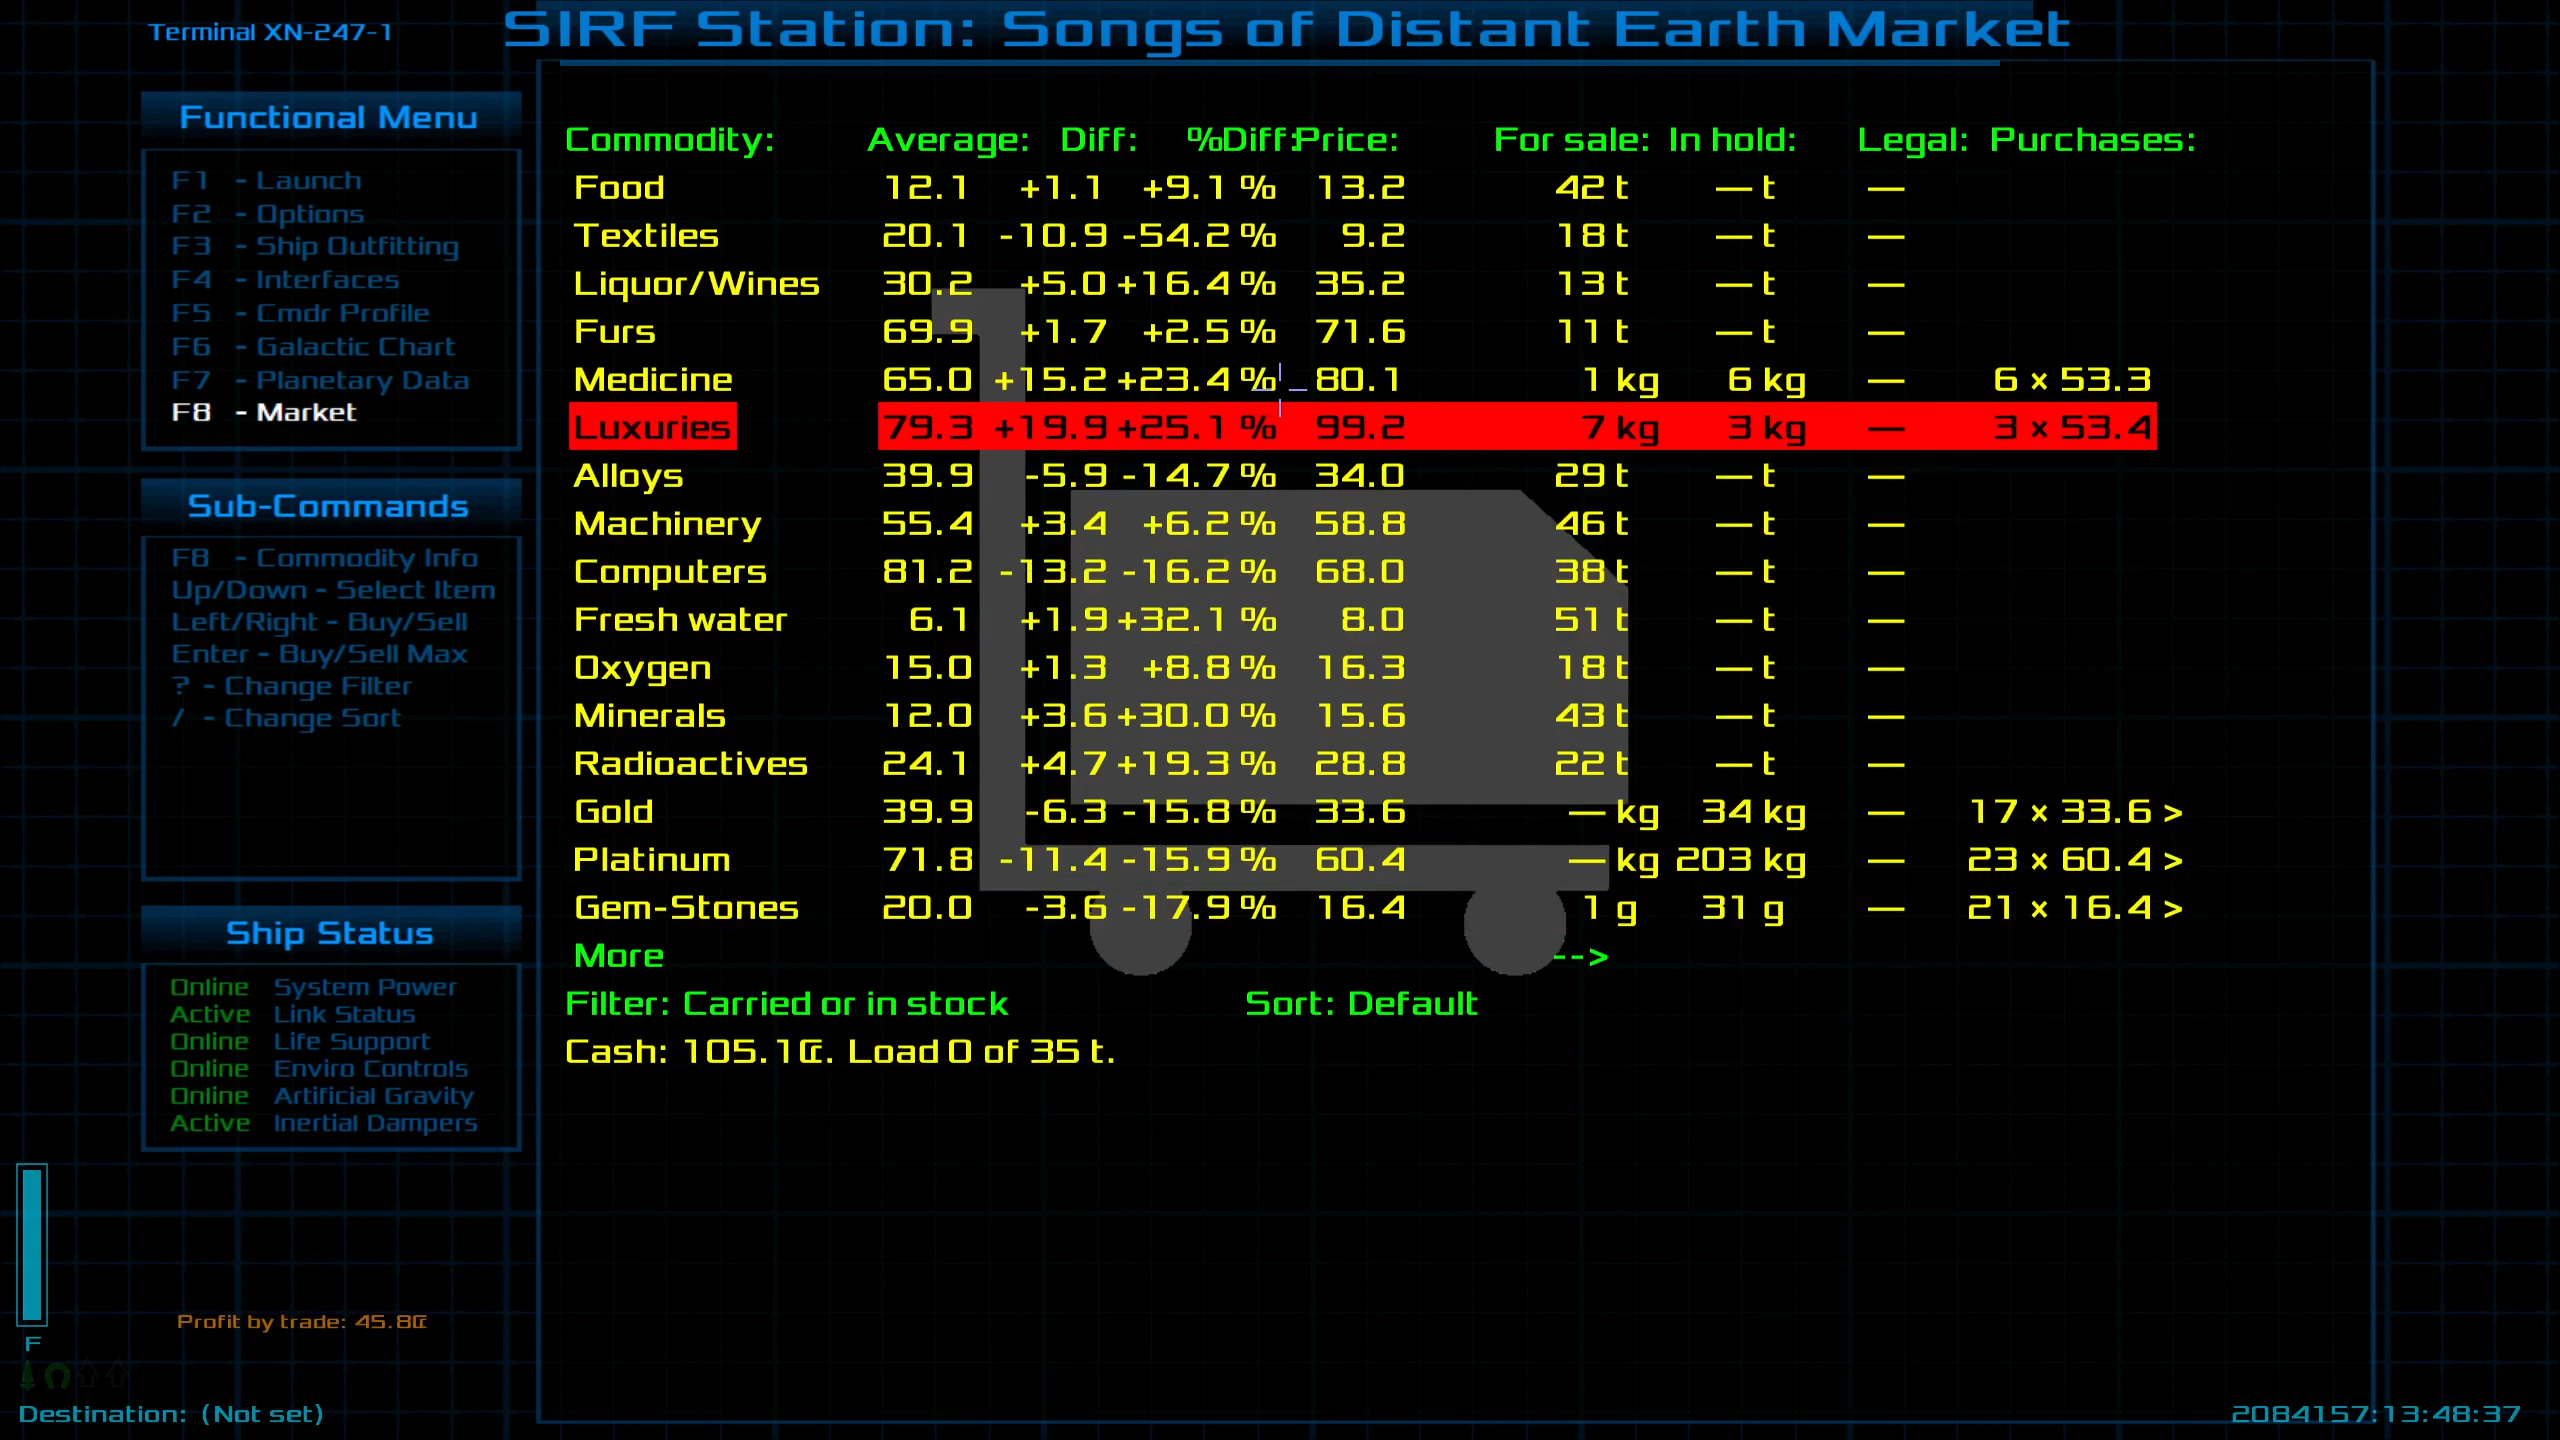 Terminal XN-247-1
SIRF Station: Songs of Distant Earth Market
Functional Menu
F1 - Launch
F2 - Options
F3 - Ship Outfitting
F4 - Interfaces
F5 - Cmdr Profile
F6 - Galactic Chart
F7 - Planetary Data
F8 - Market
Sub-Commands
F8 - Commodity Info
Up/Down - Select Item
Left/Right - Buy/Sell
Enter - Buy/Sell Max
? - Change Filter
/ - Change Sort
Ship Status
Online System Power
Active Link Status
Online Life Support
Online Enviro Controls
Online Artificial Gravity
Active Inertial Dampers
Commodity: Average: Diff: %Diff: Price: For sale: In hold: Legal: Purchases:
Food 12.1 +1.1 +9.1 % 13.2 42 t — t —
Textiles 20.1 -10.9 -54.2 % 9.2 18 t — t —
Liquor/Wines 30.2 +5.0 +16.4 % 35.2 13 t — t —
Furs 69.9 +1.7 +2.5 % 71.6 11 t — t —
Medicine 65.0 +15.2 +23.4 % 80.1 1 kg 6 kg — 6 × 53.3
Luxuries 79.3 +19.9 +25.1 % 99.2 7 kg 3 kg — 3 × 53.4
Alloys 39.9 -5.9 -14.7 % 34.0 29 t — t —
Machinery 55.4 +3.4 +6.2 % 58.8 46 t — t —
Computers 81.2 -13.2 -16.2 % 68.0 38 t — t —
Fresh water 6.1 +1.9 +32.1 % 8.0 51 t — t —
Oxygen 15.0 +1.3 +8.8 % 16.3 18 t — t —
Minerals 12.0 +3.6 +30.0 % 15.6 43 t — t —
Radioactives 24.1 +4.7 +19.3 % 28.8 22 t — t —
Gold 39.9 -6.3 -15.8 % 33.6 — kg 34 kg — 17 × 33.6 >
Platinum 71.8 -11.4 -15.9 % 60.4 — kg 203 kg — 23 × 60.4 >
Gem-Stones 20.0 -3.6 -17.9 % 16.4 1 g 31 g — 21 × 16.4 >
More -->
Filter: Carried or in stock Sort: Default
Cash: 105.1₢. Load 0 of 35 t.
Profit by trade: 45.8₢
F
Destination: (Not set)
2084157:13:48:37